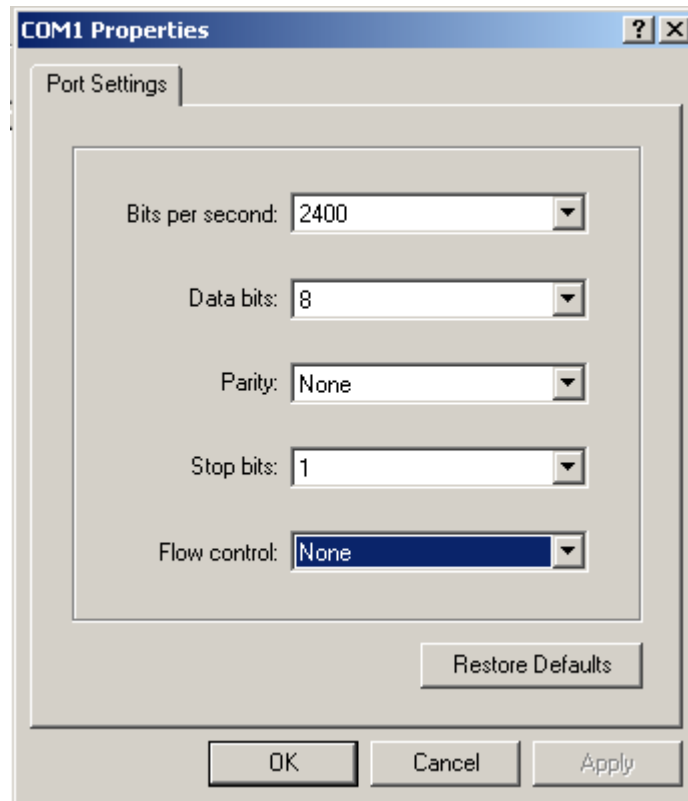 COM1 Properties
Port Settings
Bits per second: 2400
Data bits: 8
Parity: None
Stop bits: 1
Flow control: None
Restore Defaults
OK Cancel Apply